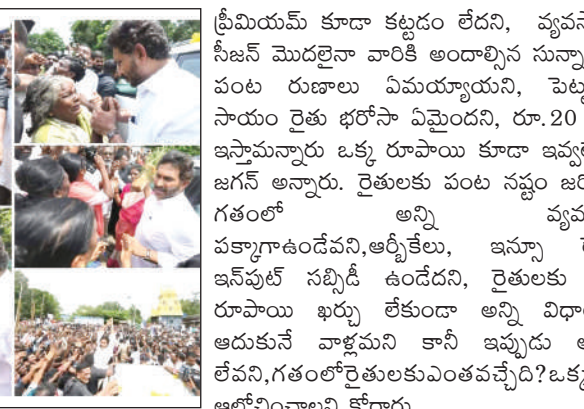 ప్రీమియమ్ కూడా కట్టడం లేదని, వ్యవసా
సీజన్ మొదలైనా వారికి అందాల్సిన సున్నా
పంట రుణాలు ఏమయ్యాయని, పెట్టు
సాయం రైతు భరోసా ఏమైందని, రూ.20
ఇస్తామన్నారు ఒక్క రూపాయి కూడా ఇవ్వలే
జగన్ అన్నారు. రైతులకు పంట నష్టం జరి
గతంలో అన్ని వ్యవ
పక్కాగాఉండేవని,ఆర్బీకేలు, ఇన్సూ
ఇన్‌పుట్ సబ్సిడీ ఉండేదని, రైతులకు
రూపాయి ఖర్చు లేకుండా అన్ని విధా
ఆదుకునే వాళ్లమని కానీ ఇప్పుడు
లేవని,గతంలోరైతులకుఎంతవచ్చేది?ఒక్క
ఆలోచించాలని కోరారు